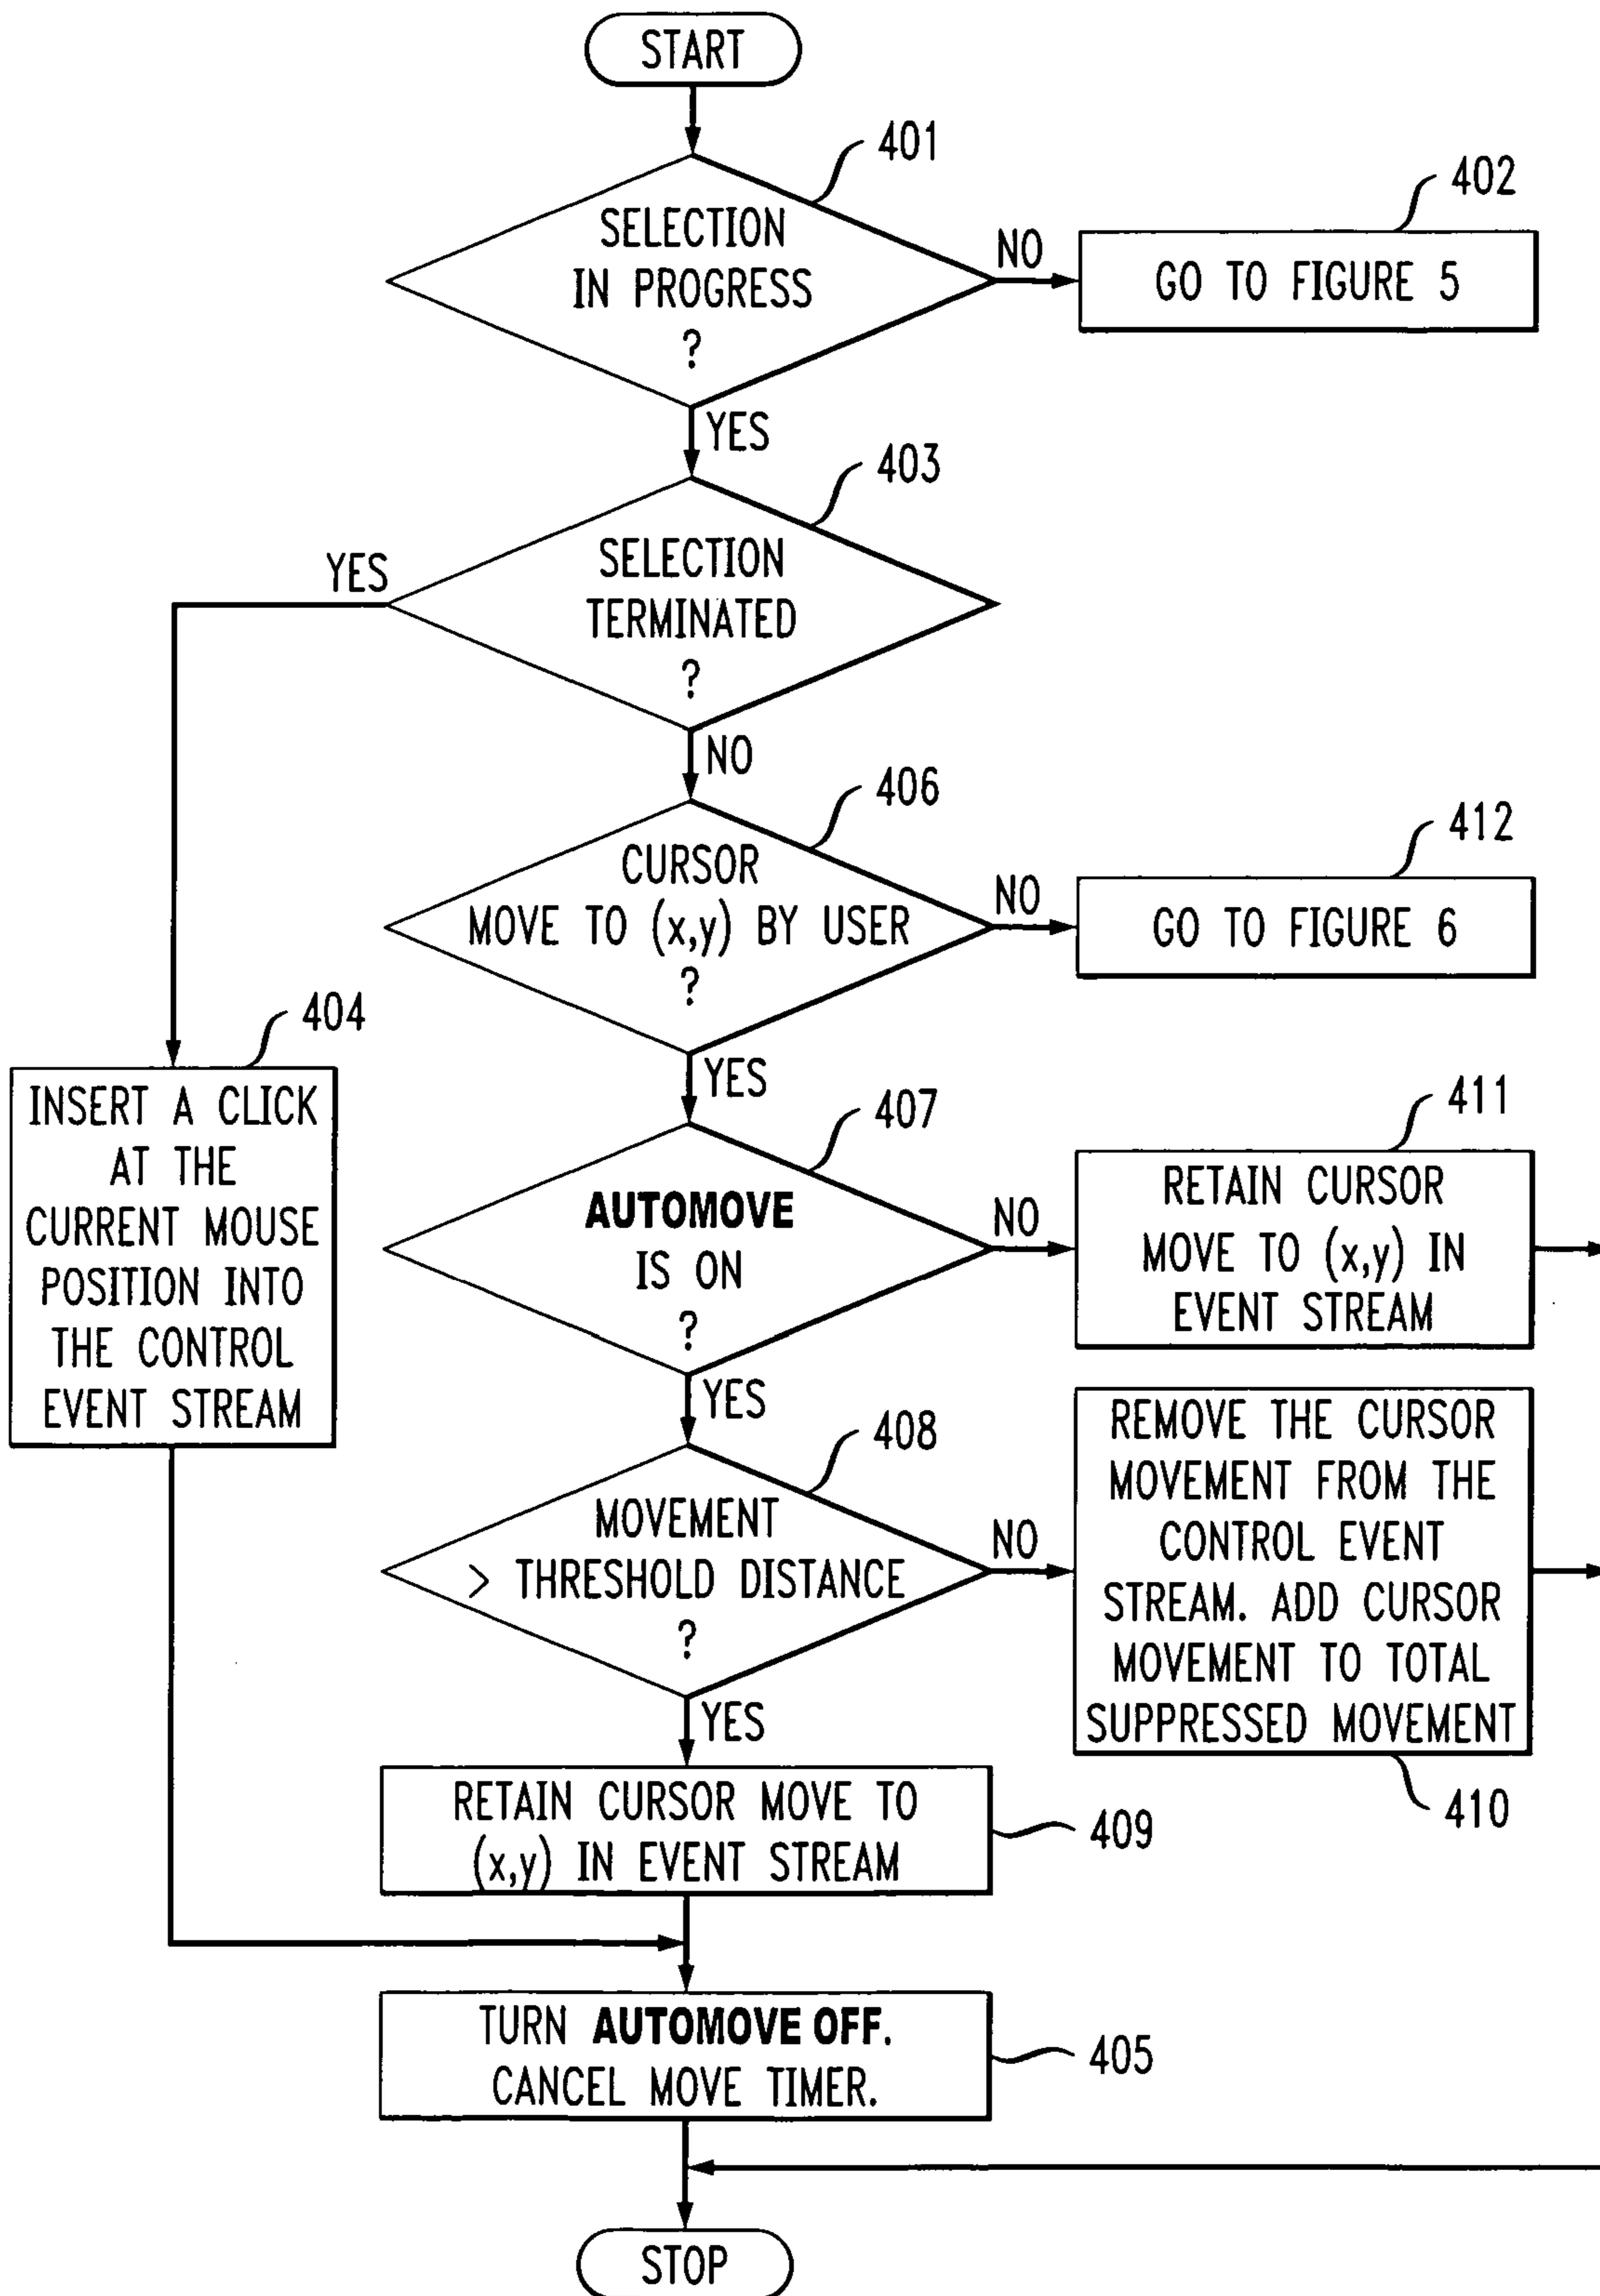 START
401
SELECTION
IN PROGRESS
?
NO
402
GO TO FIGURE 5
YES
403
SELECTION
TERMINATED
?
YES
NO
406
CURSOR
MOVE TO (x,y) BY USER
?
NO
412
GO TO FIGURE 6
YES
404
INSERT A CLICK
AT THE
CURRENT MOUSE
POSITION INTO
THE CONTROL
EVENT STREAM
407
AUTOMOVE
IS ON
?
NO
411
RETAIN CURSOR
MOVE TO (x,y) IN
EVENT STREAM
YES
408
MOVEMENT
> THRESHOLD DISTANCE
?
NO
REMOVE THE CURSOR
MOVEMENT FROM THE
CONTROL EVENT
STREAM. ADD CURSOR
MOVEMENT TO TOTAL
SUPPRESSED MOVEMENT
410
YES
RETAIN CURSOR MOVE TO
(x,y) IN EVENT STREAM
409
TURN AUTOMOVE OFF.
CANCEL MOVE TIMER.
405
STOP